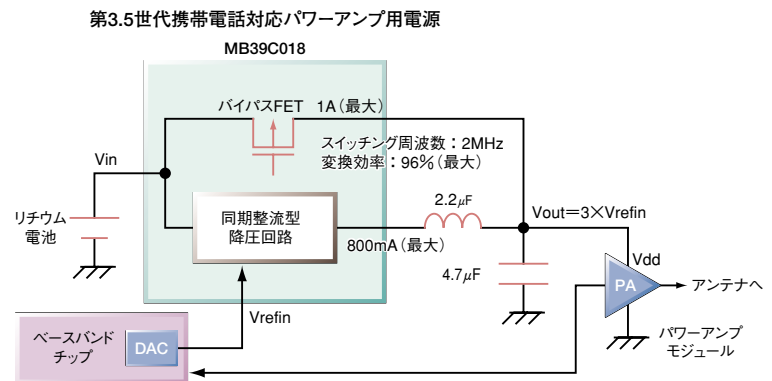 第3.5世代携帯電話対応パワーアンプ用電源
MB39C018
バイパスFET 1A（最大）
スイッチング周波数：2MHz
変換効率：96％（最大）
Vin
リチウム
電池
同期整流型
降圧回路
2.2μF
800mA（最大）
Vout＝3×Vrefin
4.7μF
Vdd
PA
アンテナへ
パワーアンプ
モジュール
Vrefin
ベースバンド
チップ
DAC